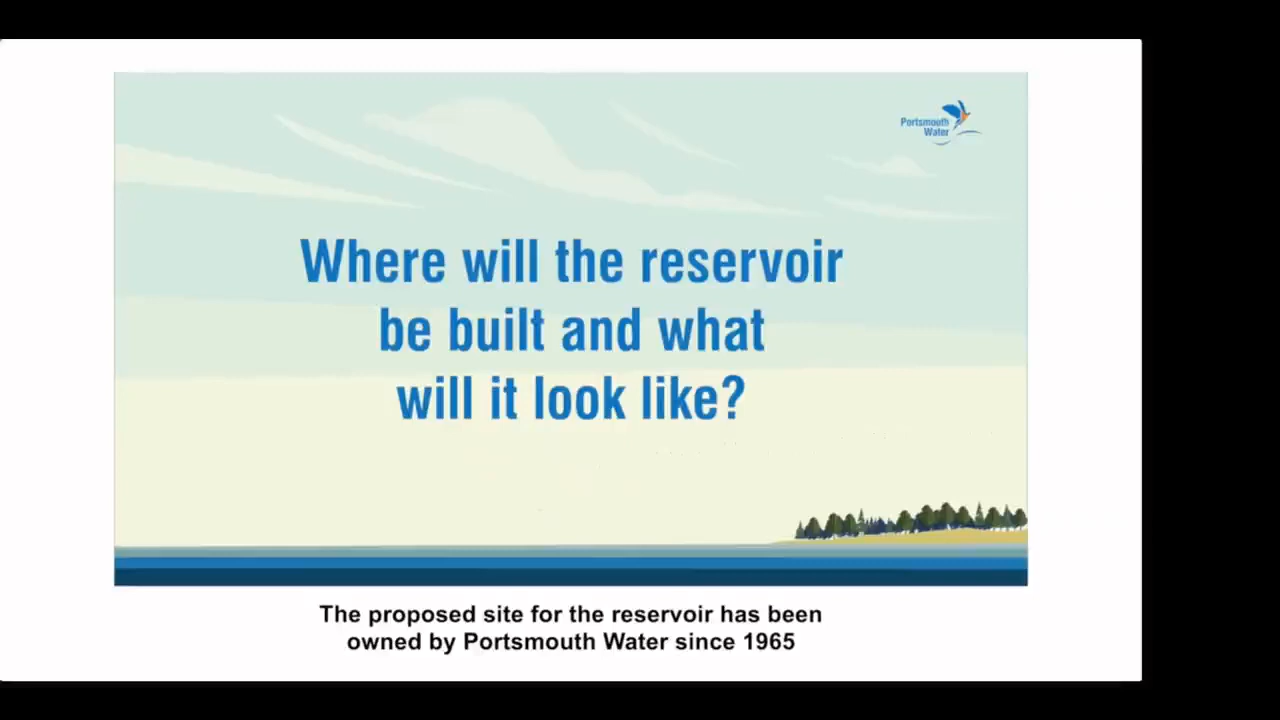 Portsmouth
Water
Where will the reservoir
be built and what
will it look like?
The proposed site for the reservoir has been
owned by Portsmouth Water since 1965